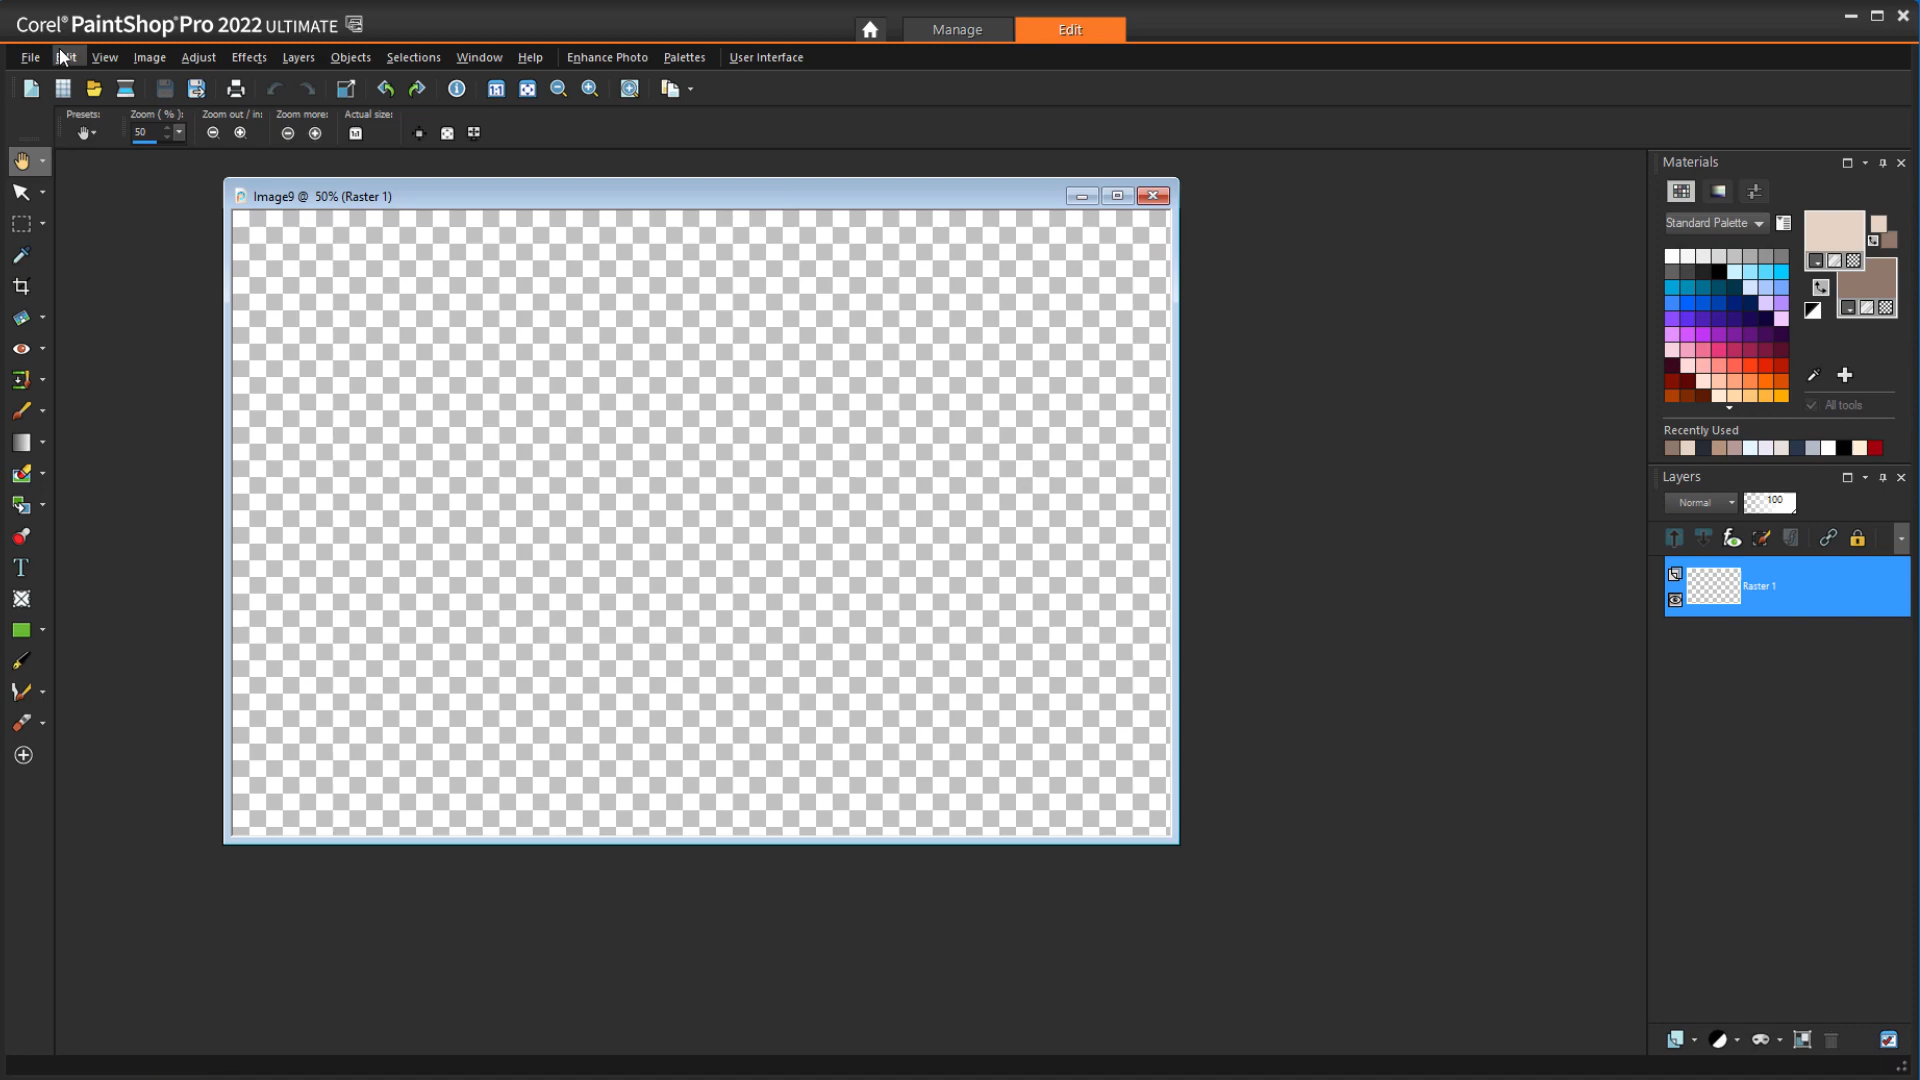 Corel® PaintShop® Pro 2022 ULTIMATE
Manage
Edit
File
View
Image
Adjust
Effects
Layers
Objects
Selections
Window
Help
Enhance Photo
Palettes
User Interface
Presets:
Zoom ( % ):
Zoom out / in:
Zoom more:
Actual size:
50
Image9 @ 50% (Raster 1)
Materials
Standard Palette
All tools
Recently Used
Layers
Normal
100
Raster 1